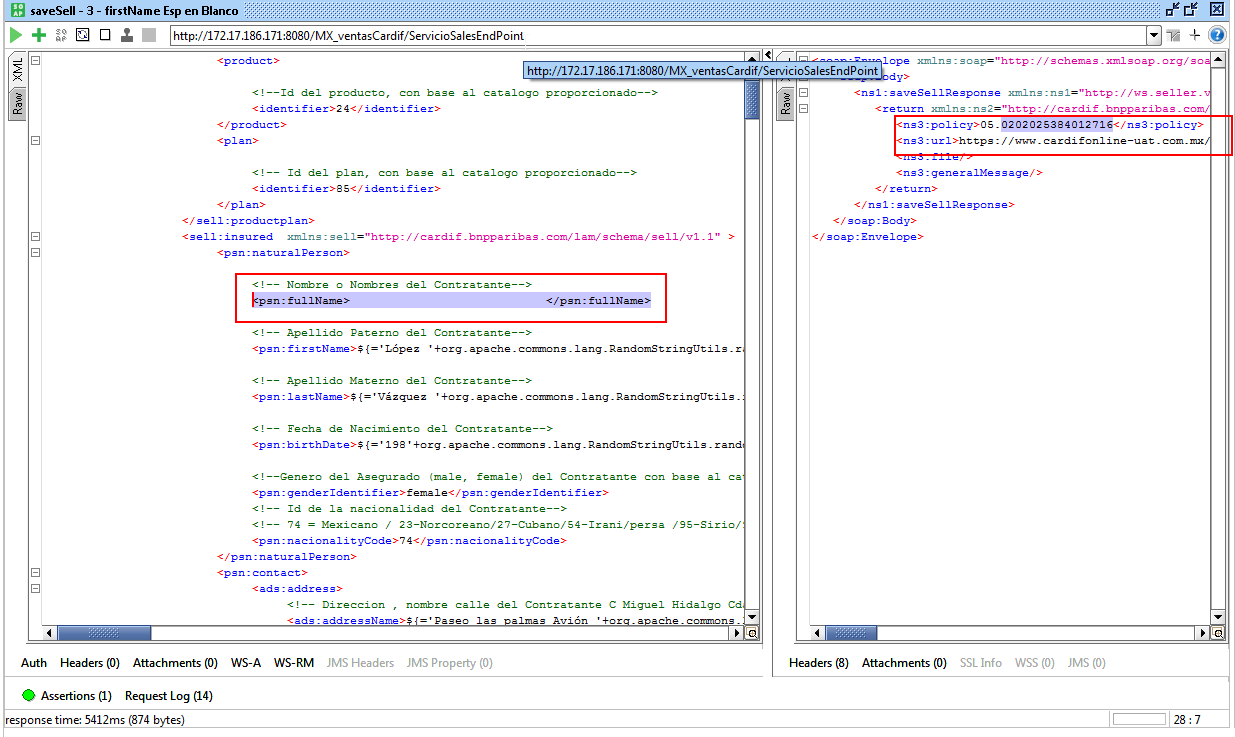 saveSell - 3 - firstName Esp en Blanco
http://172.17.186.171:8080/MX_ventasCardif/ServicioSalesEndPoint
http://172.17.186.171:8080/MX_ventasCardif/ServicioSalesEndPoint
XML
Raw
<product>
<!--Id del producto, con base al catalogo proporcionado-->
<identifier>24</identifier>
</product>
<plan>
<!-- Id del plan, con base al catalogo proporcionado-->
<identifier>85</identifier>
</plan>
</sell:productplan>
<sell:insured xmlns:sell="http://cardif.bnpparibas.com/lam/schema/sell/v1.1" >
<psn:naturalPerson>
<!-- Nombre o Nombres del Contratante-->
<psn:fullName> </psn:fullName>
<!-- Apellido Paterno del Contratante-->
<psn:firstName>${='López '+org.apache.commons.lang.RandomStringUtils.ra
<!-- Apellido Materno del Contratante-->
<psn:lastName>${='Vázquez '+org.apache.commons.lang.RandomStringUtils.
<!-- Fecha de Nacimiento del Contratante-->
<psn:birthDate>${='198'+org.apache.commons.lang.RandomStringUtils.rand
<!--Genero del Asegurado (male, female) del Contratante con base al ca
<psn:genderIdentifier>female</psn:genderIdentifier>
<!-- Id de la nacionalidad del Contratante-->
<!-- 74 = Mexicano / 23-Norcoreano/27-Cubano/54-Irani/persa /95-Sirio/
<psn:nacionalityCode>74</psn:nacionalityCode>
</psn:naturalPerson>
<psn:contact>
<ads:address>
<!-- Direccion , nombre calle del Contratante C Miguel Hidalgo Cda
<ads:addressName>${='Paseo las palmas Avión '+org.apache.commons.
Raw
<soap:Envelope xmlns:soap="http://schemas.xmlsoap.org/soa
body>
<ns1:saveSellResponse xmlns:ns1="http://ws.seller.v
<return xmlns:ns2="http://cardif.bnpparibas.com/
<ns3:policy>05.0202025384012716</ns3:policy>
<ns3:url>https://www.cardifonline-uat.com.mx/
<ns3:file/>
<ns3:generalMessage/>
</return>
</ns1:saveSellResponse>
</soap:Body>
</soap:Envelope>
Auth Headers (0) Attachments (0) WS-A WS-RM JMS Headers JMS Property (0)
Headers (8) Attachments (0) SSL Info WSS (0) JMS (0)
Assertions (1) Request Log (14)
response time: 5412ms (874 bytes)
28 : 7